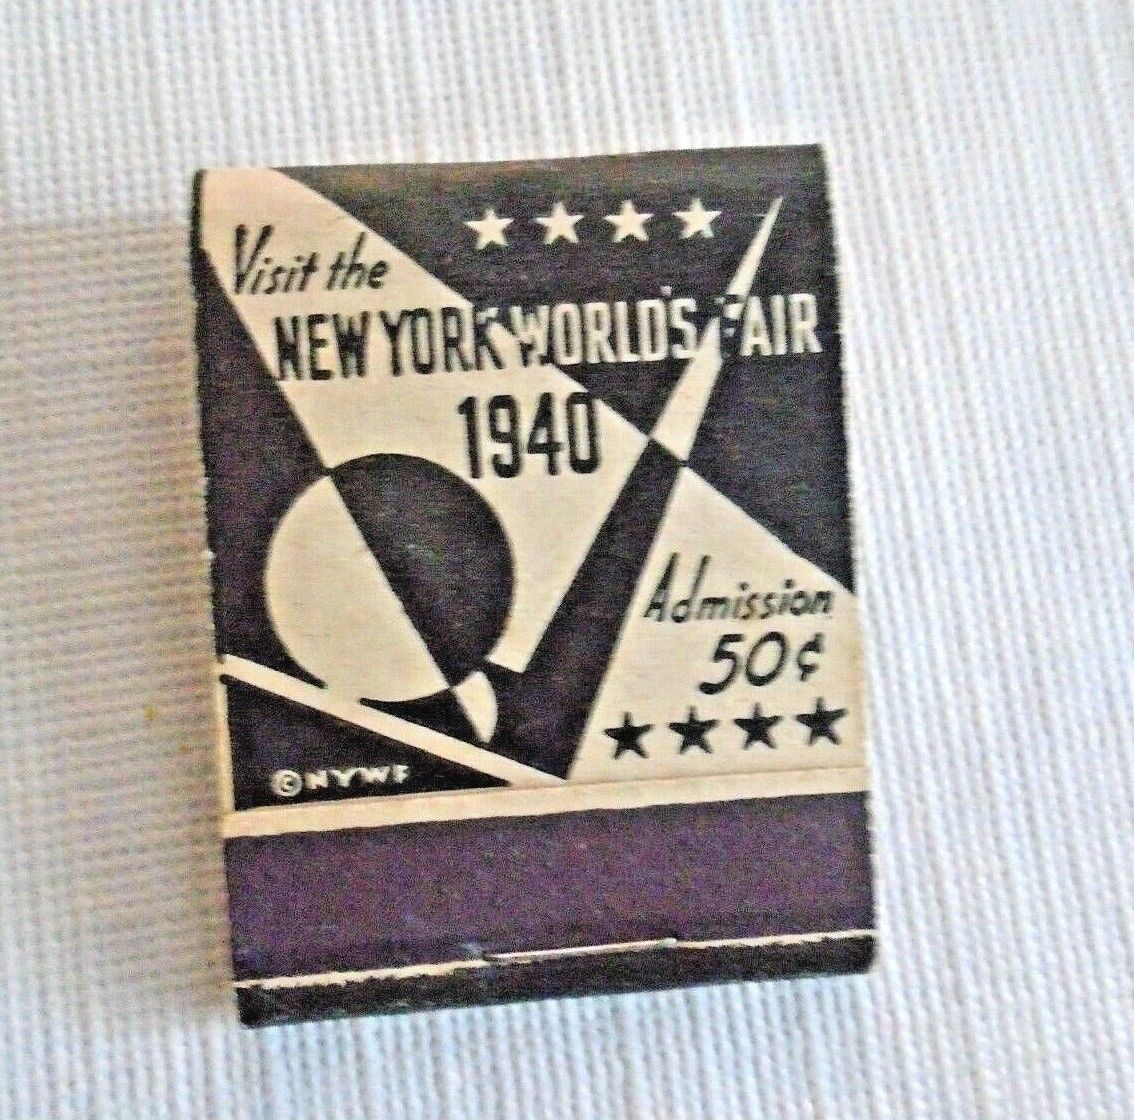 Visit the
NEW YORK WORLD'S FAIR
1940
Admission
50¢
© NYWF